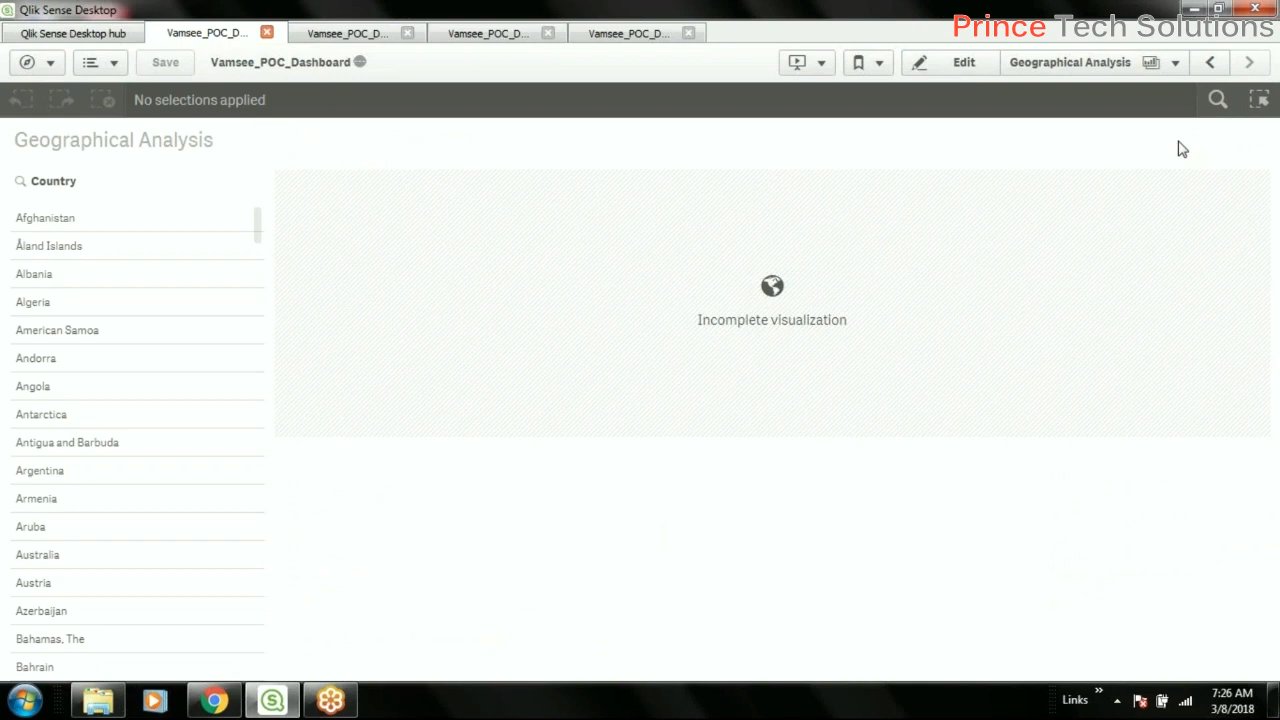 Qlik Sense Desktop
Prince Tech Solutions
Qlik Sense Desktop hub
Vamsee_POC_D...
Vamsee_POC_D...
Vamsee_POC_D...
Vamsee_POC_D...
Save
Vamsee_POC_Dashboard
Edit
Geographical Analysis
No selections applied
Geographical Analysis
Country
Afghanistan
Åland Islands
Albania
Algeria
American Samoa
Andorra
Angola
Antarctica
Antigua and Barbuda
Argentina
Armenia
Aruba
Australia
Austria
Azerbaijan
Bahamas, The
Bahrain
Incomplete visualization
Links
7:26 AM
3/8/2018